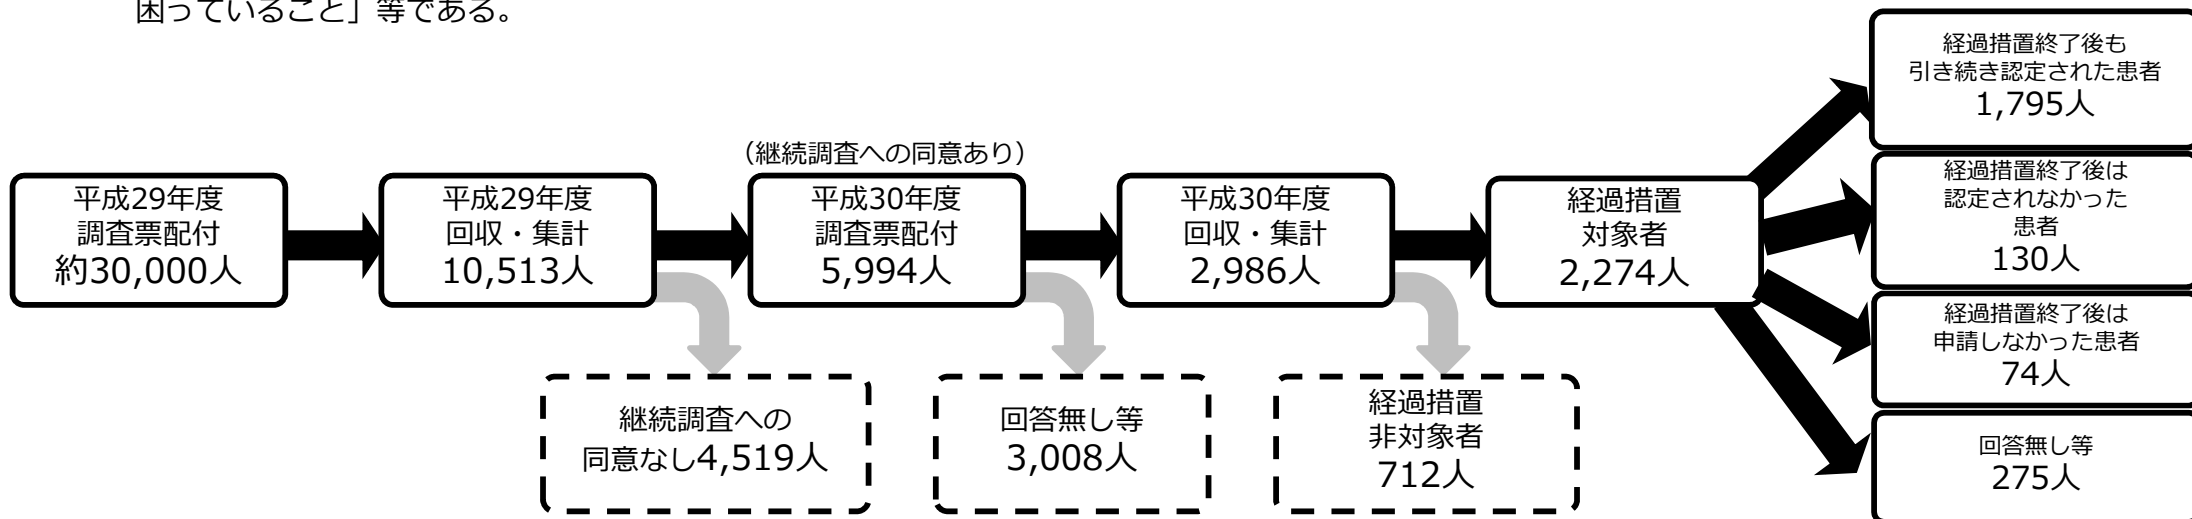 困っていること」等である。
(継続調査への同意あり)
平成29年度
調査票配付
約30,000人
平成29年度
回収・集計
10,513人
平成30年度
調査票配付
5,994人
平成30年度
回収・集計
2,986人
経過措置
対象者
2,274人
経過措置終了後も
引き続き認定された患者
1,795人
経過措置終了後は
認定されなかった
患者
130人
経過措置終了後は
申請しなかった患者
74人
回答無し等
275人
継続調査への
同意なし4,519人
回答無し等
3,008人
経過措置
非対象者
712人